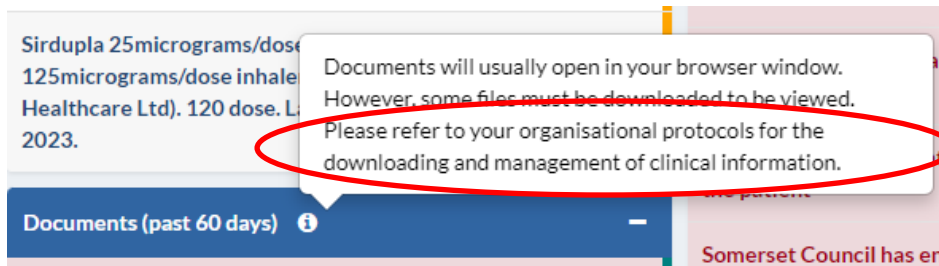 Sirdupla 25micrograms/dose
125micrograms/dose inhale
Healthcare Ltd). 120 dose. La
2023.
Documents will usually open in your browser window.
However, some files must be downloaded to be viewed.
Please refer to your organisational protocols for the
downloading and management of clinical information.
Documents (past 60 days)
the patient
Somerset Council has en